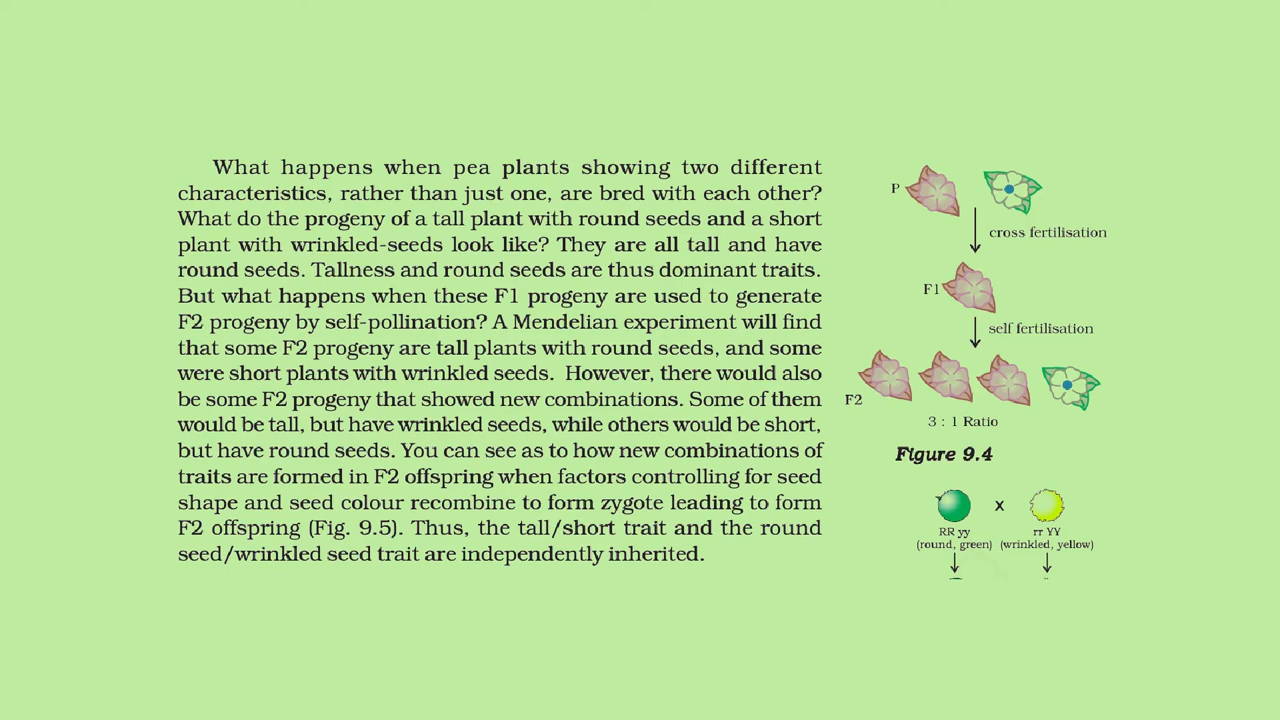 What happens when pea plants showing two different
characteristics, rather than just one, are bred with each other?
What do the progeny of a tall plant with round seeds and a short
plant with wrinkled-seeds look like? They are all tall and have
round seeds. Tallness and round seeds are thus dominant traits.
But what happens when these F1 progeny are used to generate
F2 progeny by self-pollination? A Mendelian experiment will find
that some F2 progeny are tall plants with round seeds, and some
were short plants with wrinkled seeds. However, there would also
be some F2 progeny that showed new combinations. Some of them
would be tall, but have wrinkled seeds, while others would be short,
but have round seeds. You can see as to how new combinations of
traits are formed in F2 offspring when factors controlling for seed
shape and seed colour recombine to form zygote leading to form
F2 offspring (Fig. 9.5). Thus, the tall/short trait and the round
seed/wrinkled seed trait are independently inherited.
P
cross fertilisation
F1
self fertilisation
F2
3 : 1 Ratio
Figure 9.4
x
RR yy rr YY
(round, green) (wrinkled, yellow)